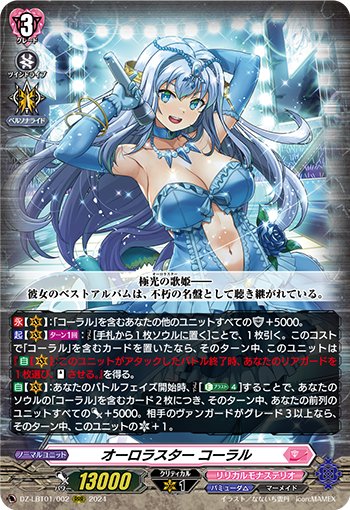 3
グレード
ツインドライブ
ペルソナライド
オーロラスター
極光の歌姫――
彼女のベストアルバムは、不朽の名盤として聴き継がれている。
永【】:「コーラル」を含むあなたの他のユニットすべての+5000。
起【】ターン1回:【手札から1枚ソウルに置く】ことで、1枚引く。このコスト
で「コーラル」を含むカードを置いたなら、そのターン中、このユニットは
『自【】:このユニットがアタックしたバトル終了時、あなたのリアガードを
1枚選び、させる。』を得る。
自【】:あなたのバトルフェイズ開始時、【ブラスト4】することで、あなたの
ソウルの「コーラル」を含むカード2枚につき、そのターン中、あなたの前列の
ユニットすべての+5000。相手のヴァンガードがグレード3以上なら、
そのターン中、このユニットの+1。
ノーマルユニット
オーロラスター コーラル
リリカルモナステリオ
パワー 13000
クリティカル
1
バミューダ△
マーメイド
DZ-LBT01/002 RRR 2024
イラスト/なないろ雲丹 icon:MAMEX